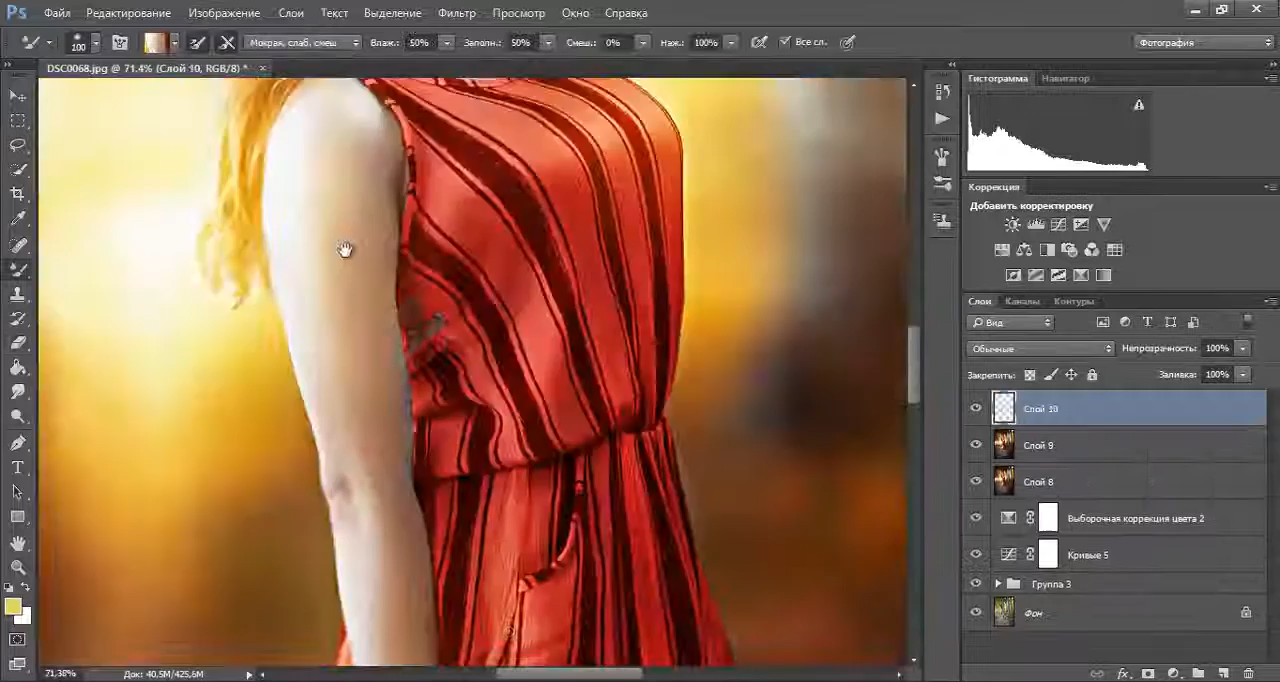 Ps Файл Редактирование Изображение Слои Текст Выделение Фильтр Просмотр Окно Справка
100 Мокрая, слаб, смеш Влаж.: 50% Заполн.: 50% Смеш.: 0% Наж.: 100% Все сл. Фотография
DSC0068.jpg @ 71.4% (Слой 10, RGB/8) * ×
Гистограмма Навигатор
Коррекция
Добавить корректировку
Слои Каналы Контуры
Вид
Обычные Непрозрачность: 100%
Закрепить: Заливка: 100%
Слой 10
Слой 9
Слой 8
Выборочная коррекция цвета 2
Кривые 5
Группа 3
Фон
71,38% Док: 40,5M/425,6M